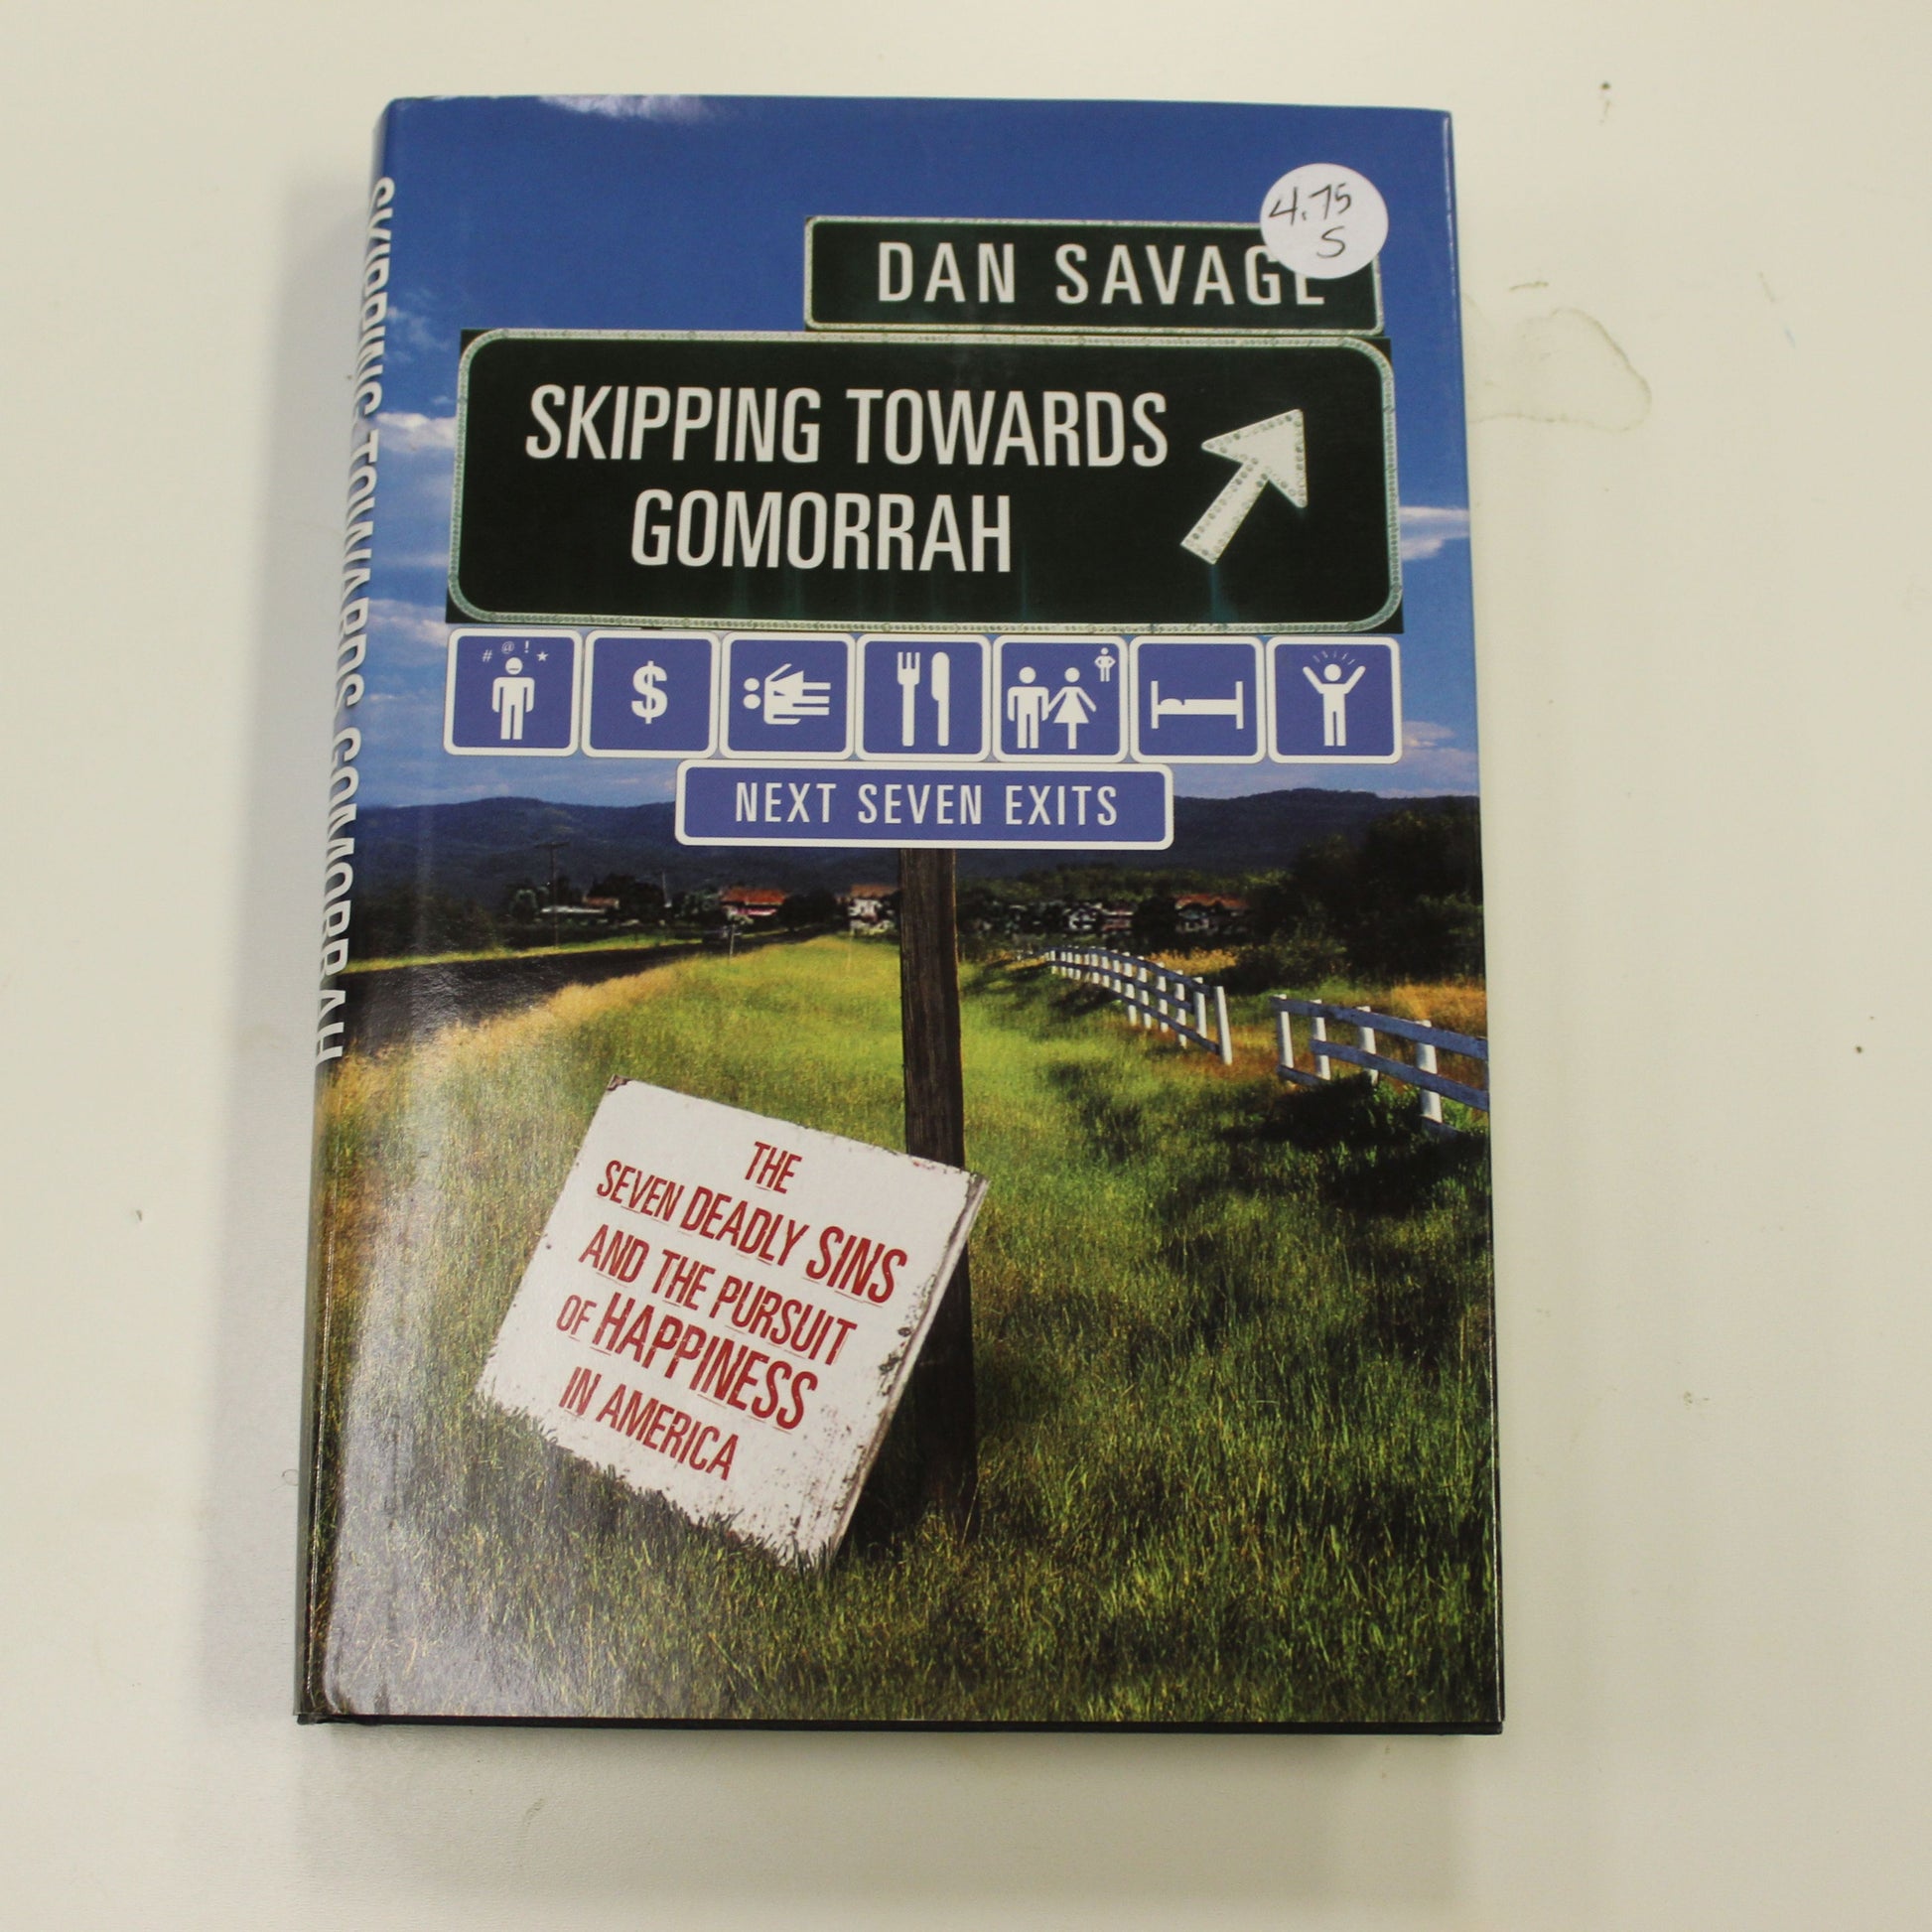 4.75
S
DAN SAVAGE
SKIPPING TOWARDS
GOMORRAH
# @ ! ★
$
NEXT SEVEN EXITS
THE
SEVEN DEADLY SINS
AND THE PURSUIT
OF HAPPINESS
IN AMERICA
SKIPPING TOWARDS GOMORRAH